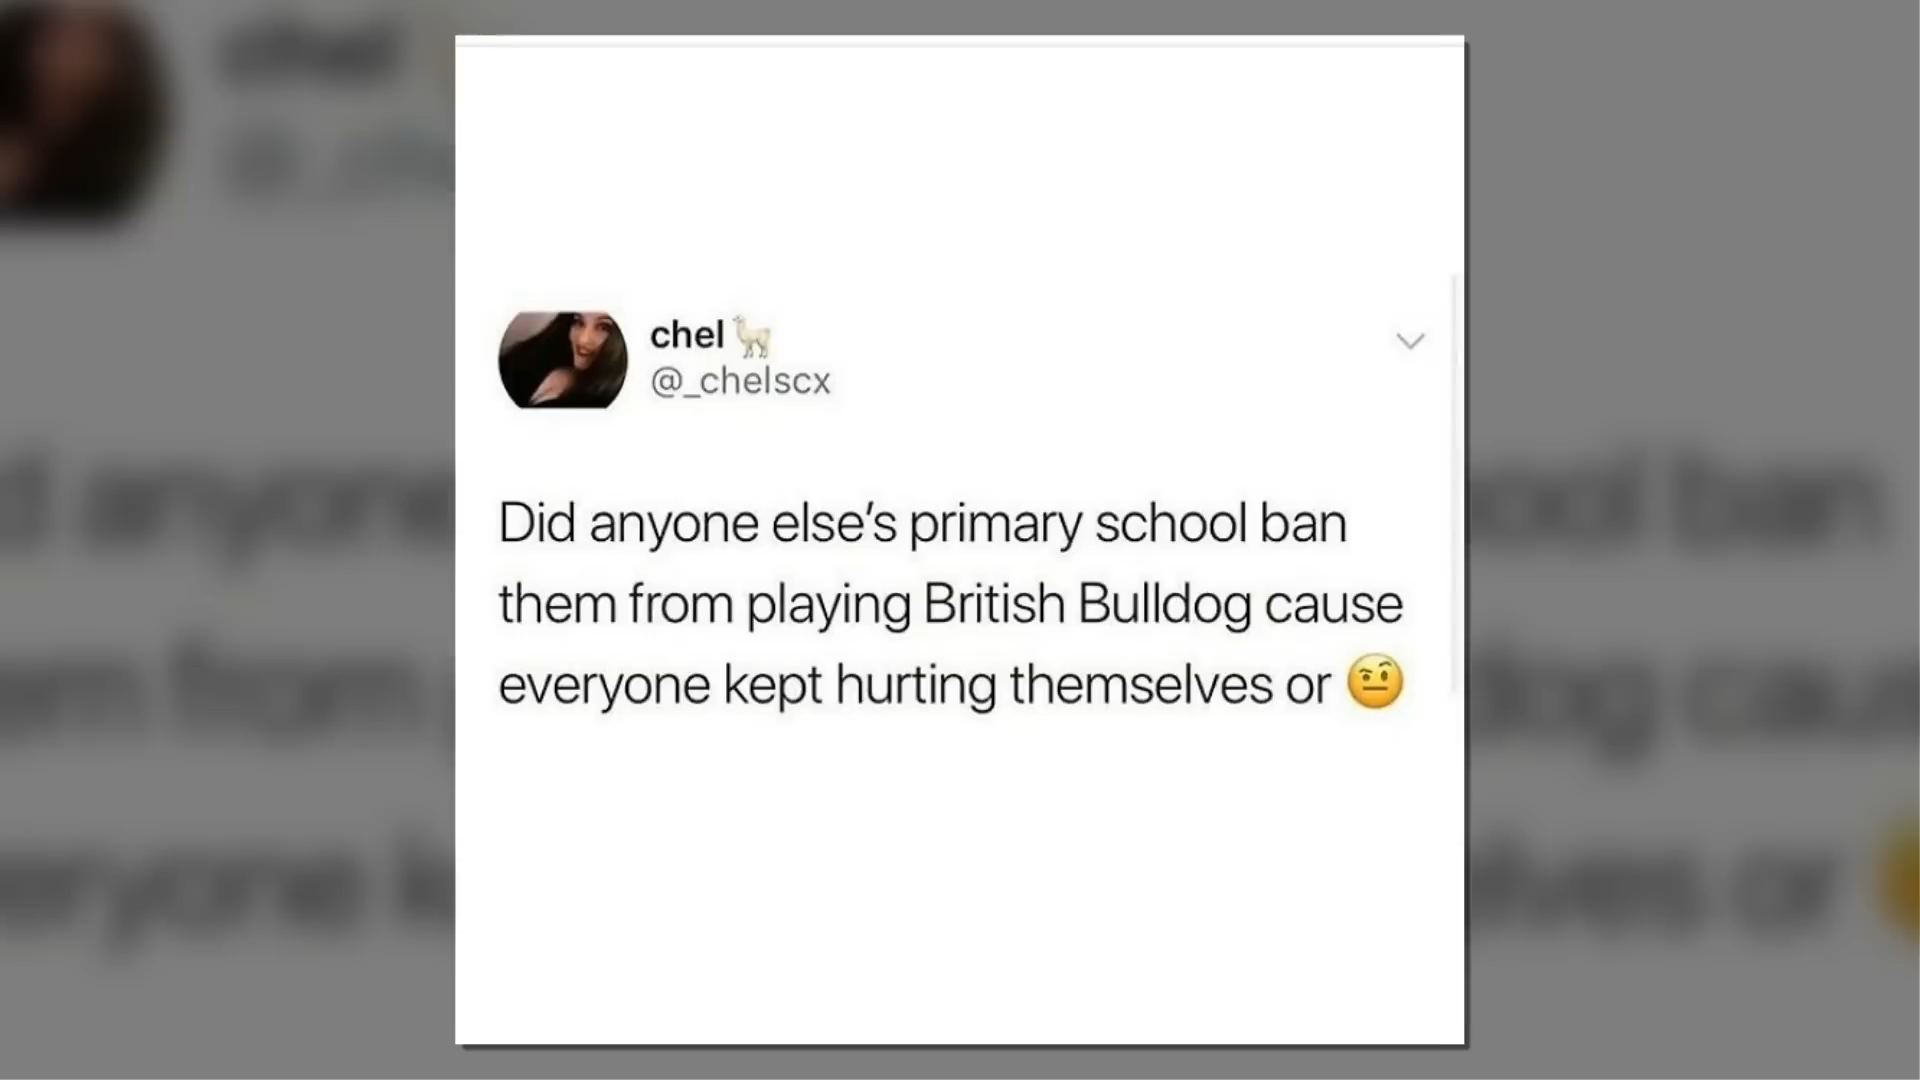 chel🦙
@_chelscx
Did anyone else’s primary school ban
them from playing British Bulldog cause
everyone kept hurting themselves or 🤨